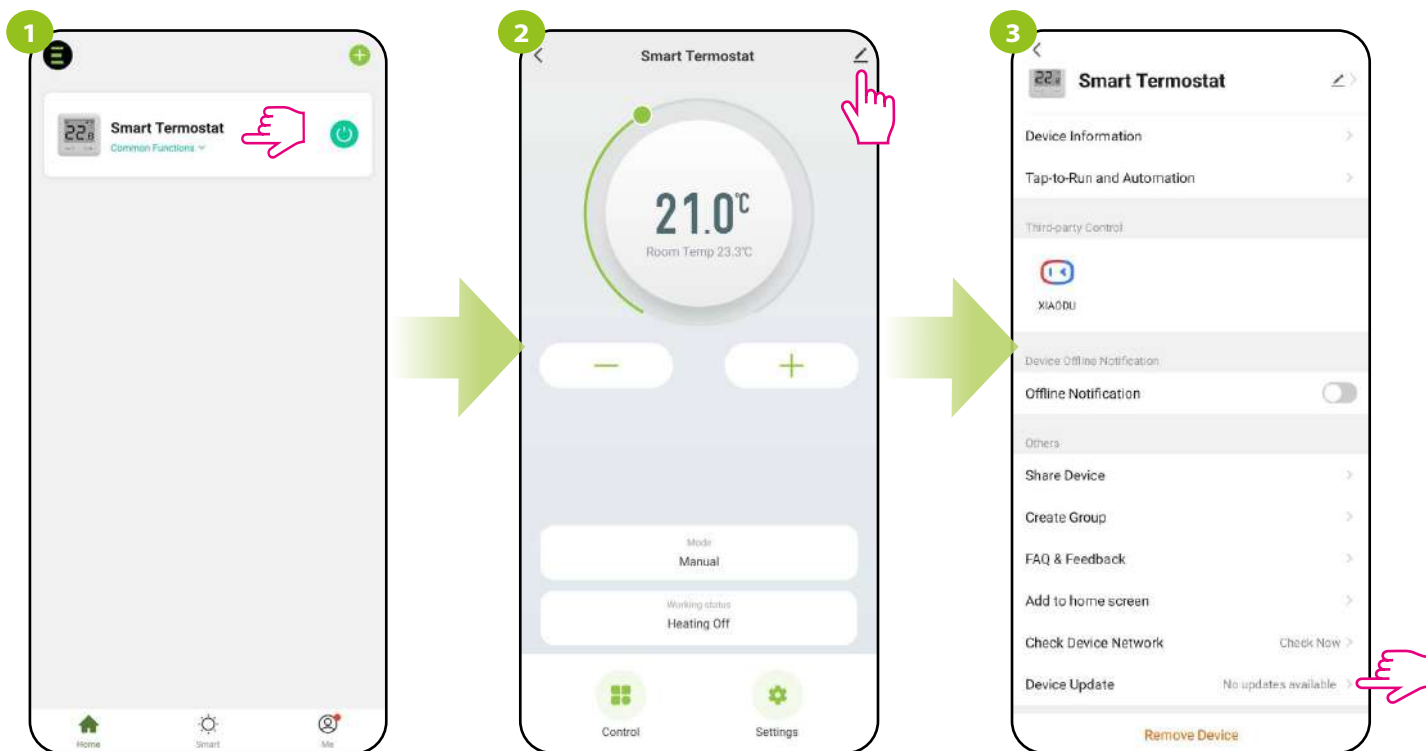 1
Smart Termostat
Common Functions
Home
Smart
Me
2
Smart Termostat
21.0℃
Room Temp 23.3℃
Mode
Manual
Working status
Heating Off
Control
Settings
3
Smart Termostat
Device Information
Tap-to-Run and Automation
Third-party Control
XIAODU
Device Offline Notification
Offline Notification
Others
Share Device
Create Group
FAQ & Feedback
Add to home screen
Check Device Network Check Now
Device Update No updates available
Remove Device